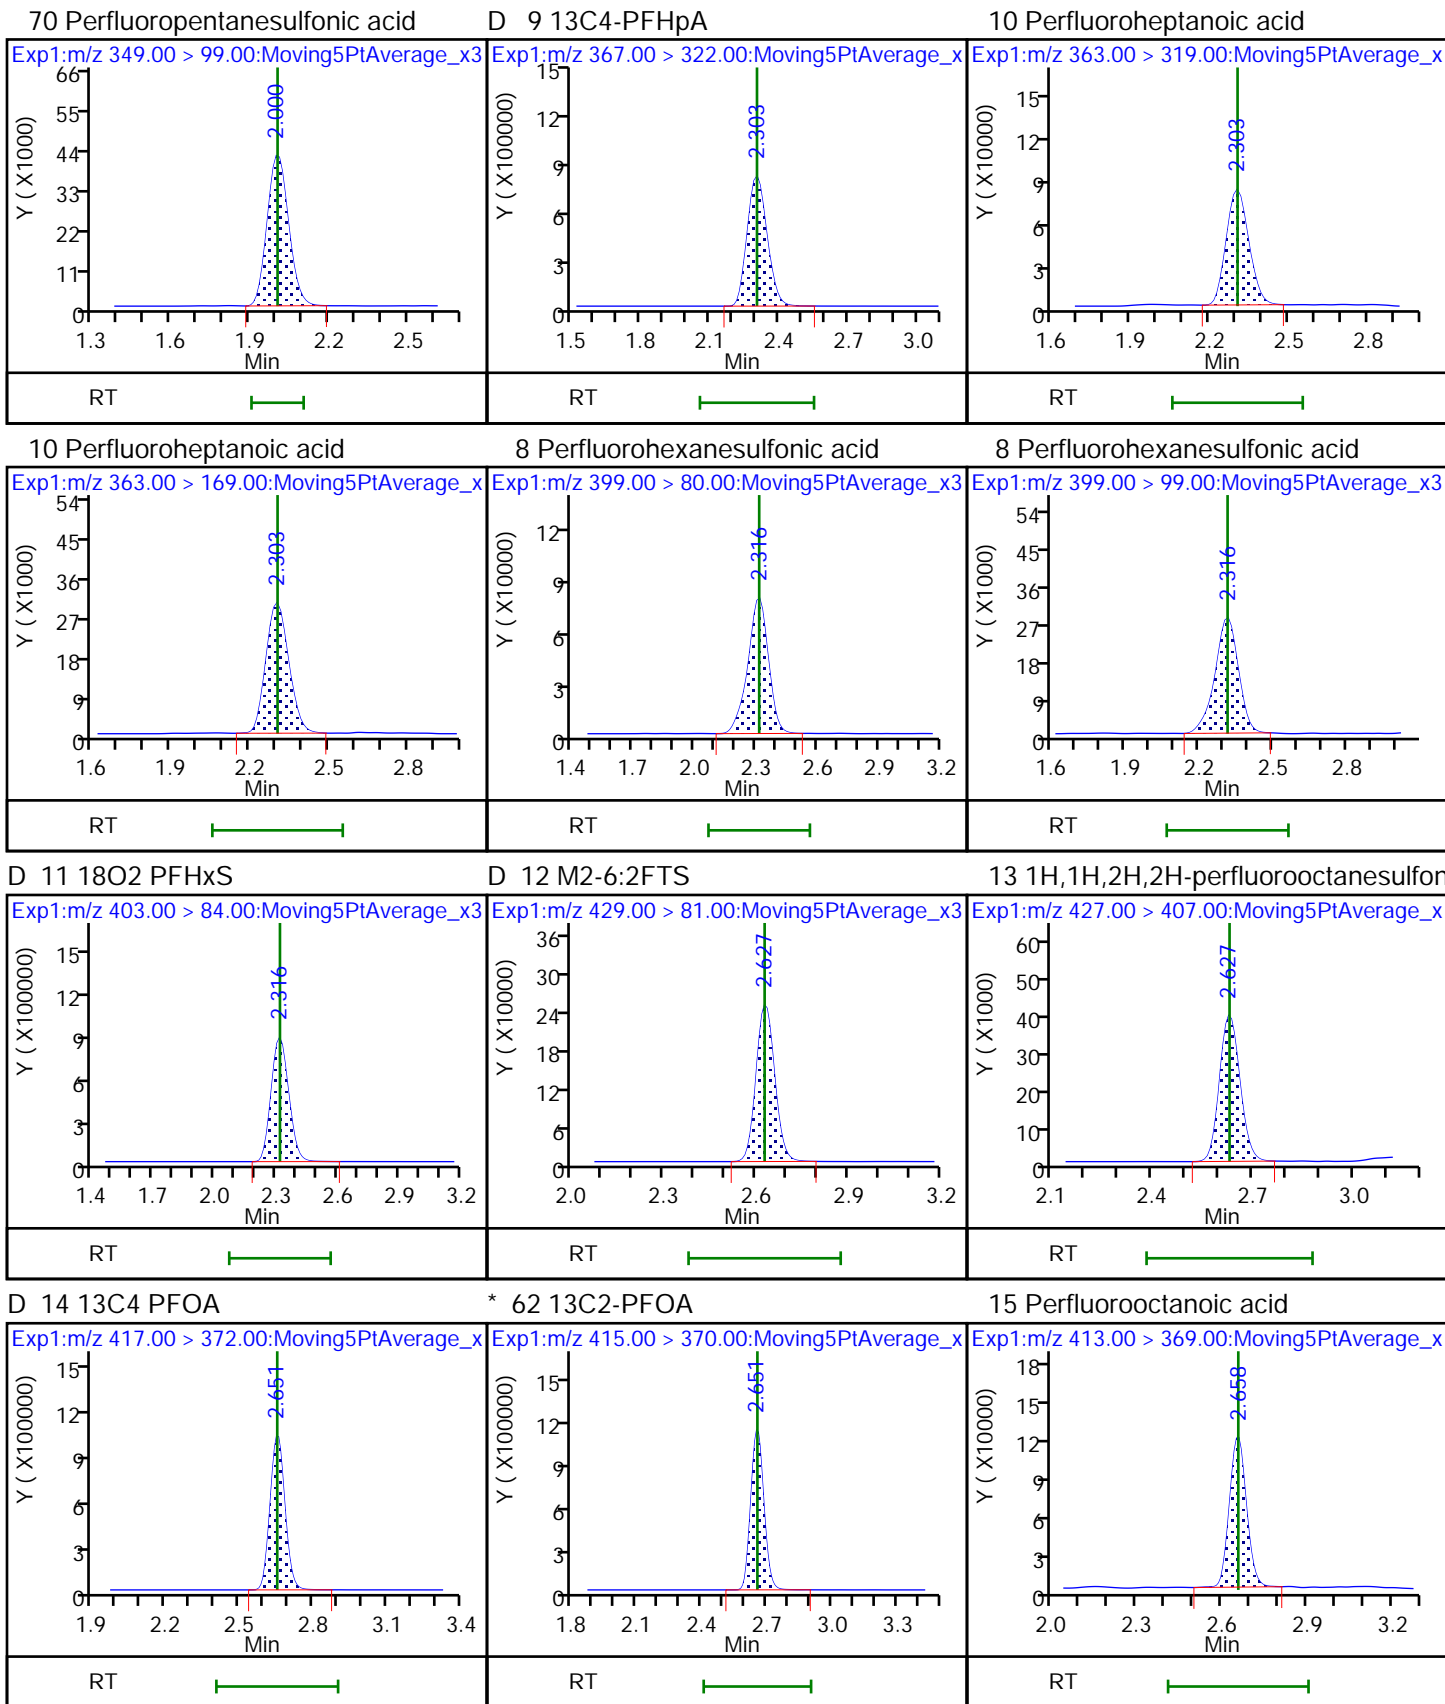 70 Perfluoropentanesulfonic acid
Exp1:m/z 349.00 > 99.00:Moving5PtAverage_x3
Y ( X1000)
66
55
44
33
22
11
0
2.000
1.3 1.6 1.9 2.2 2.5
Min
RT
D 9 13C4-PFHpA
Exp1:m/z 367.00 > 322.00:Moving5PtAverage_x
Y ( X100000)
15
12
9
6
3
0
2.303
1.5 1.8 2.1 2.4 2.7 3.0
Min
RT
10 Perfluoroheptanoic acid
Exp1:m/z 363.00 > 319.00:Moving5PtAverage_x
Y ( X10000)
15
12
9
6
3
0
2.303
1.6 1.9 2.2 2.5 2.8
Min
RT
10 Perfluoroheptanoic acid
Exp1:m/z 363.00 > 169.00:Moving5PtAverage_x
Y ( X1000)
54
45
36
27
18
9
0
2.303
1.6 1.9 2.2 2.5 2.8
Min
RT
8 Perfluorohexanesulfonic acid
Exp1:m/z 399.00 > 80.00:Moving5PtAverage_x3
Y ( X10000)
12
9
6
3
0
2.316
1.4 1.7 2.0 2.3 2.6 2.9 3.2
Min
RT
8 Perfluorohexanesulfonic acid
Exp1:m/z 399.00 > 99.00:Moving5PtAverage_x3
Y ( X1000)
54
45
36
27
18
9
0
2.316
1.6 1.9 2.2 2.5 2.8
Min
RT
D 11 18O2 PFHxS
Exp1:m/z 403.00 > 84.00:Moving5PtAverage_x3
Y ( X100000)
15
12
9
6
3
0
2.316
1.4 1.7 2.0 2.3 2.6 2.9 3.2
Min
RT
D 12 M2-6:2FTS
Exp1:m/z 429.00 > 81.00:Moving5PtAverage_x3
Y ( X10000)
36
30
24
18
12
6
0
2.627
2.0 2.3 2.6 2.9 3.2
Min
RT
13 1H,1H,2H,2H-perfluorooctanesulfon
Exp1:m/z 427.00 > 407.00:Moving5PtAverage_x
Y ( X1000)
60
50
40
30
20
10
0
2.627
2.1 2.4 2.7 3.0
Min
RT
D 14 13C4 PFOA
Exp1:m/z 417.00 > 372.00:Moving5PtAverage_x
Y ( X100000)
15
12
9
6
3
0
2.651
1.9 2.2 2.5 2.8 3.1 3.4
Min
RT
* 62 13C2-PFOA
Exp1:m/z 415.00 > 370.00:Moving5PtAverage_x
Y ( X100000)
15
12
9
6
3
0
2.651
1.8 2.1 2.4 2.7 3.0 3.3
Min
RT
15 Perfluorooctanoic acid
Exp1:m/z 413.00 > 369.00:Moving5PtAverage_x
Y ( X10000)
18
15
12
9
6
3
0
2.658
2.0 2.3 2.6 2.9 3.2
Min
RT